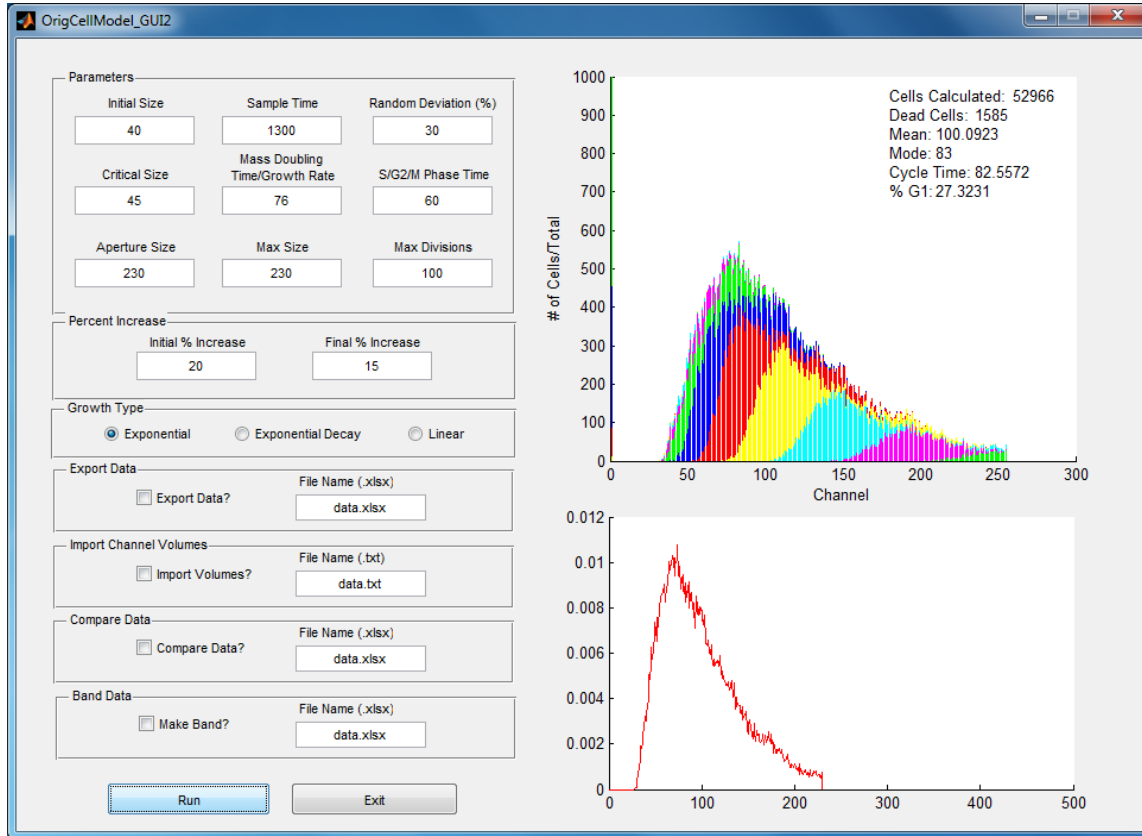 OrigCellModel_GUI2
Parameters
Initial Size
Sample Time
Random Deviation (%)
40
1300
30
Critical Size
Mass Doubling
Time/Growth Rate
S/G2/M Phase Time
45
76
60
Aperture Size
Max Size
Max Divisions
230
230
100
Percent Increase
Initial % Increase
Final % Increase
20
15
Growth Type
Exponential
Exponential Decay
Linear
Export Data
File Name (.xlsx)
Export Data?
data.xlsx
Import Channel Volumes
File Name (.txt)
Import Volumes?
data.txt
Compare Data
File Name (.xlsx)
Compare Data?
data.xlsx
Band Data
File Name (.xlsx)
Make Band?
data.xlsx
Run
Exit
# of Cells/Total
1000
900
800
700
600
500
400
300
200
100
0
Cells Calculated: 52966
Dead Cells: 1585
Mean: 100.0923
Mode: 83
Cycle Time: 82.5572
% G1: 27.3231
0
50
100
150
200
250
300
Channel
0.012
0.01
0.008
0.006
0.004
0.002
0
0
100
200
300
400
500